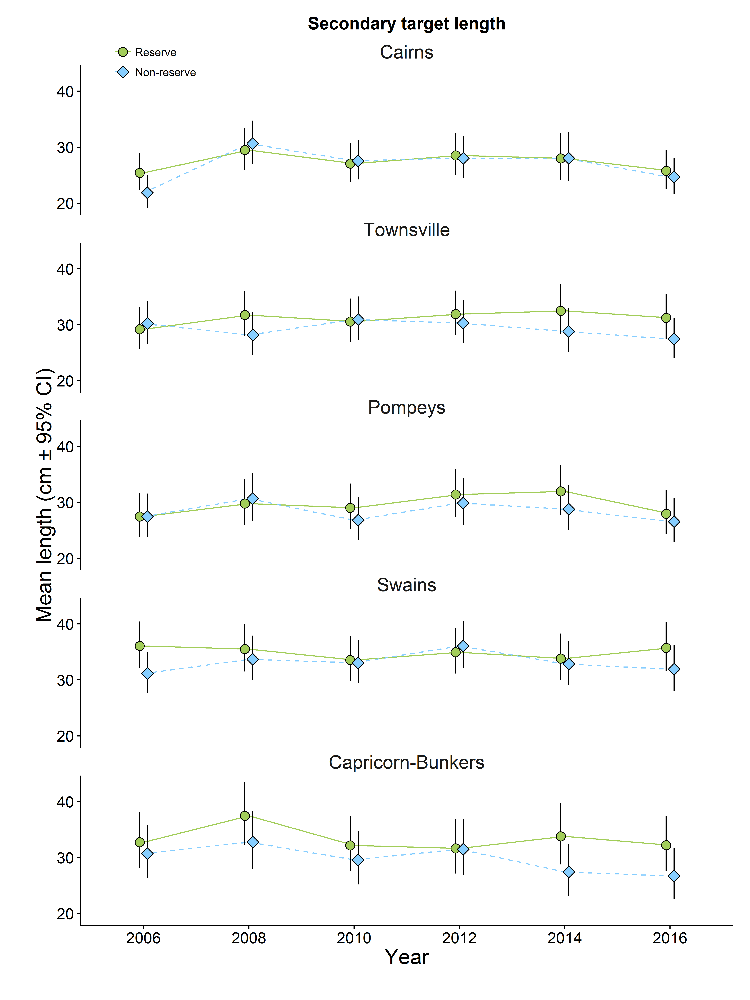 Secondary target length
Cairns
Reserve
Non-reserve
40
30
20
Townsville
40
30
20
Pompeys
40
30
20
Swains
40
30
20
Capricorn-Bunkers
40
30
20
Mean length (cm ± 95% CI)
2006 2008 2010 2012 2014 2016
Year